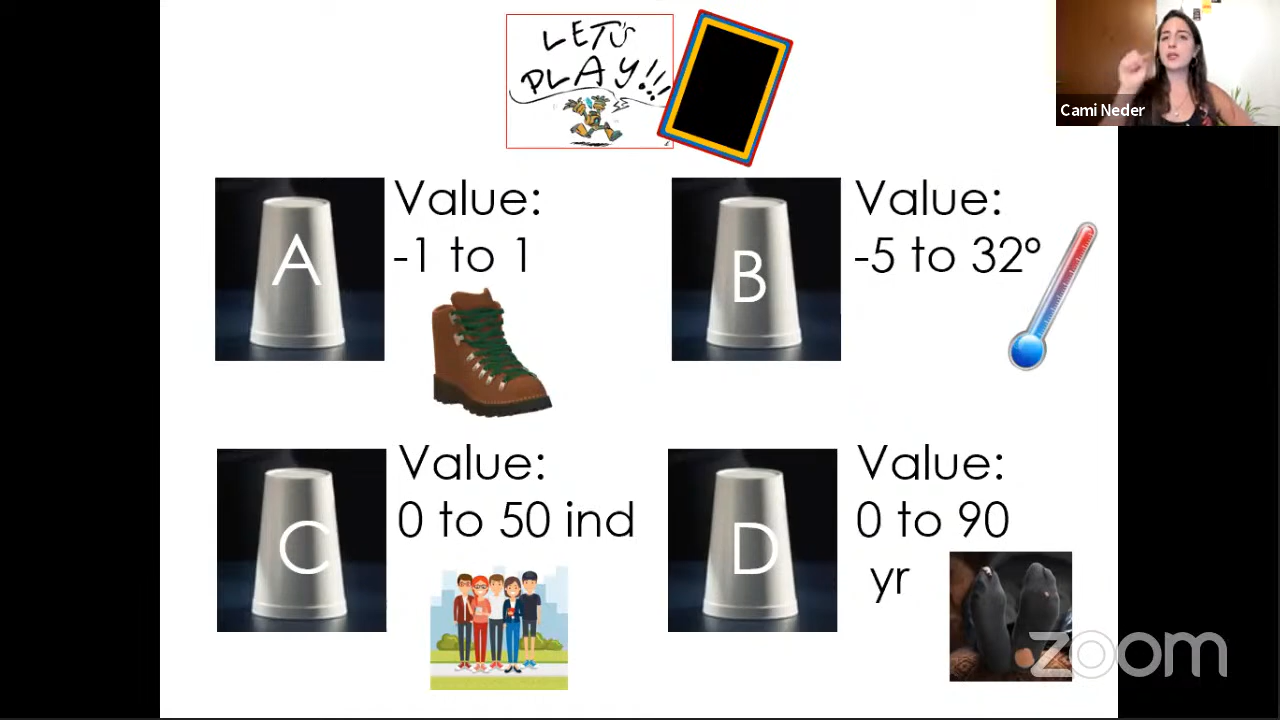 LET'S
PLAY!!!
Cami Neder
A
Value:
-1 to 1
B
Value:
-5 to 32º
C
Value:
0 to 50 ind
D
Value:
0 to 90
yr
zoom